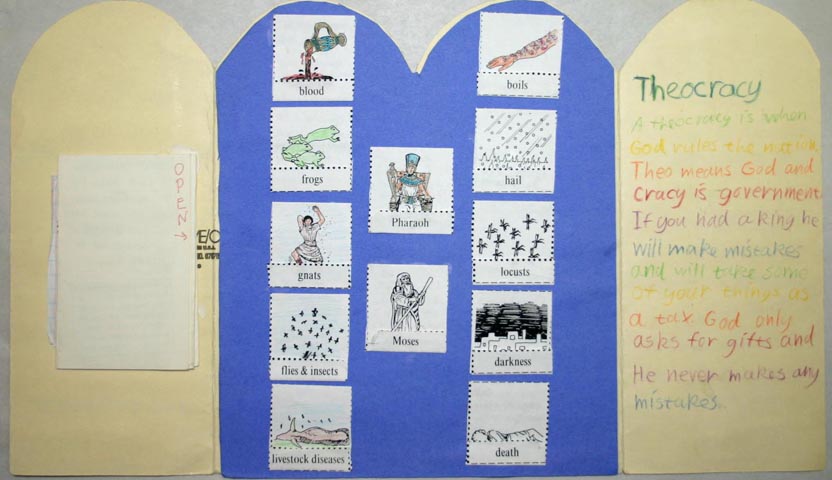 OPEN
blood
frogs
gnats
flies & insects
livestock diseases
Pharaoh
Moses
boils
hail
locusts
darkness
death
Theocracy
A theocracy is when
God rules the nation.
Theo means God and
cracy is government
If you had a king he
will make mistakes
and will take some
of your things as
a tax. God only
asks for gifts and
He never makes any
mistakes.